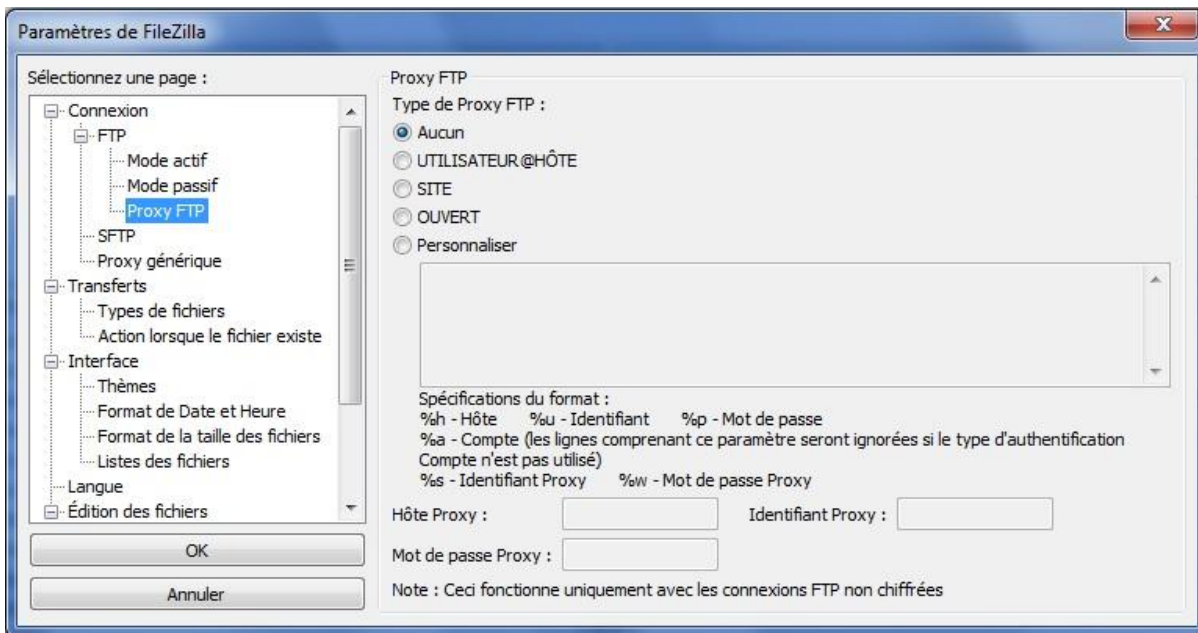 Paramètres de FileZilla
Sélectionnez une page :
Connexion
FTP
Mode actif
Mode passif
Proxy FTP
SFTP
Proxy générique
Transferts
Types de fichiers
Action lorsque le fichier existe
Interface
Thèmes
Format de Date et Heure
Format de la taille des fichiers
Listes des fichiers
Langue
Édition des fichiers
OK
Annuler
Proxy FTP
Type de Proxy FTP :
Aucun
UTILISATEUR@HÔTE
SITE
OUVERT
Personnaliser
Spécifications du format :
%h - Hôte %u - Identifiant %p - Mot de passe
%a - Compte (les lignes comprenant ce paramètre seront ignorées si le type d'authentification
Compte n'est pas utilisé)
%s - Identifiant Proxy %w - Mot de passe Proxy
Hôte Proxy : Identifiant Proxy :
Mot de passe Proxy :
Note : Ceci fonctionne uniquement avec les connexions FTP non chiffrées